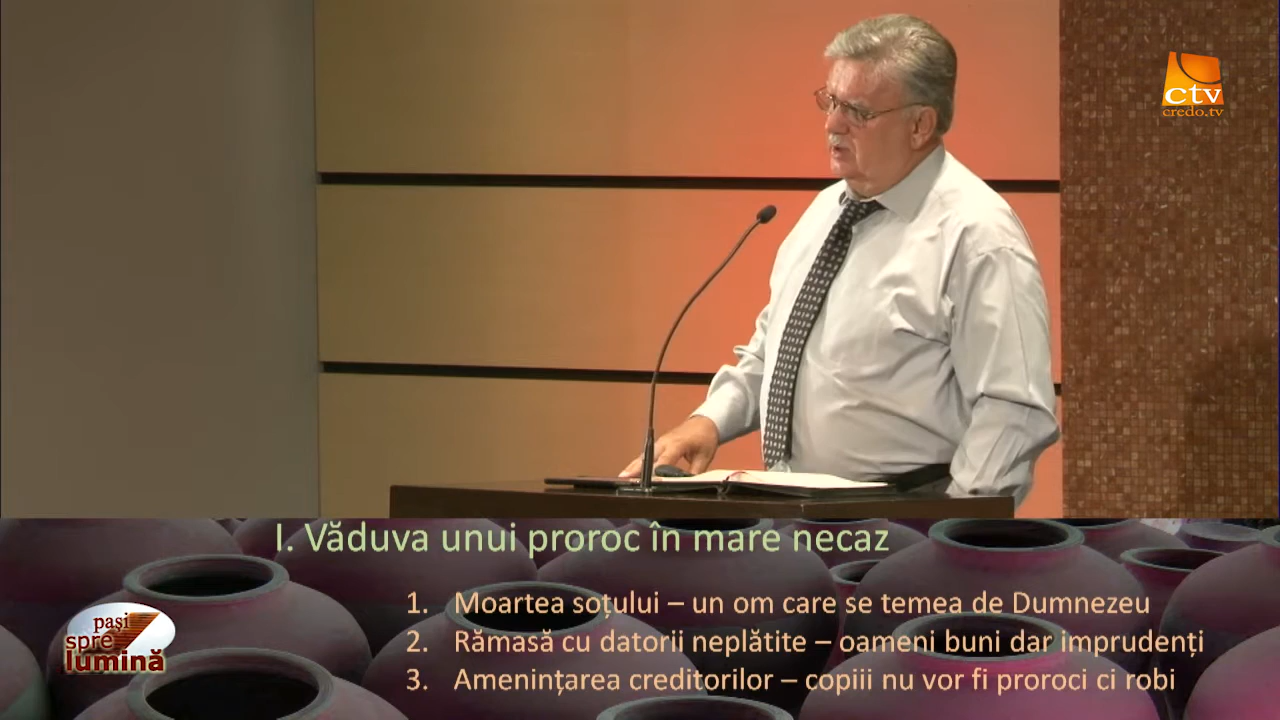 ctv
credo.tv
I. Văduva unui proroc în mare necaz
1. Moartea soțului – un om care se temea de Dumnezeu
2. Rămasă cu datorii neplătite – oameni buni dar imprudenți
3. Amenințarea creditorilor – copiii nu vor fi proroci ci robi
pași
spre
lumină